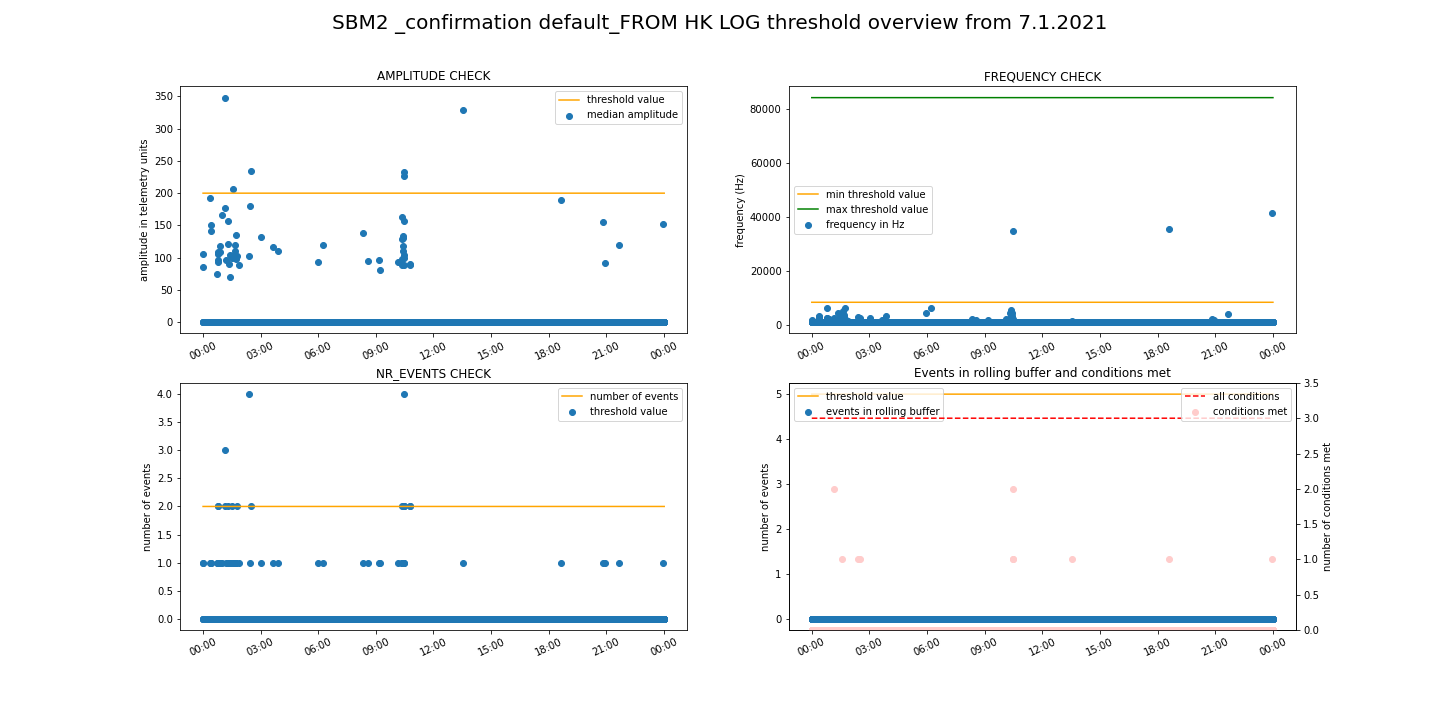 SBM2 _confirmation default_FROM HK LOG threshold overview from 7.1.2021
AMPLITUDE CHECK
amplitude in telemetry units
350
300
250
200
150
100
50
0
threshold value
median amplitude
00:00 03:00 06:00 09:00 12:00 15:00 18:00 21:00 00:00
FREQUENCY CHECK
frequency (Hz)
80000
60000
40000
20000
0
min threshold value
max threshold value
frequency in Hz
00:00 03:00 06:00 09:00 12:00 15:00 18:00 21:00 00:00
NR_EVENTS CHECK
number of events
4.0
3.5
3.0
2.5
2.0
1.5
1.0
0.5
0.0
number of events
threshold value
00:00 03:00 06:00 09:00 12:00 15:00 18:00 21:00 00:00
Events in rolling buffer and conditions met
number of events
5
4
3
2
1
0
threshold value
events in rolling buffer
all conditions
conditions met
3.5
3.0
2.5
2.0
1.5
1.0
0.5
0.0
number of conditions met
00:00 03:00 06:00 09:00 12:00 15:00 18:00 21:00 00:00